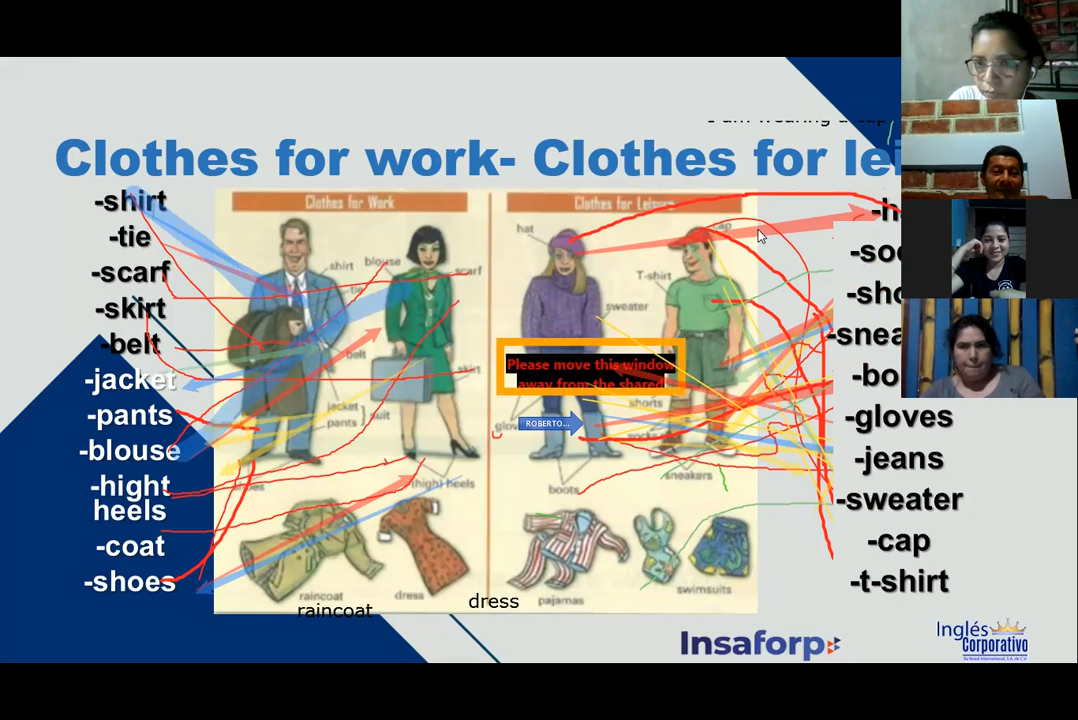 Clothes for work- Clothes for
-shirt
-tie
-scarf
-skirt
-belt
-jacket
-pants
-blouse
-hight
heels
-coat
-shoes
Clothes for Work
shirt
blouse
scarf
tie
belt
skirt
jacket
pants
suit
(high) heels
raincoat
dress
raincoat
dress
Clothes for Leisure
hat
cap
T-shirt
sweater
Please move this window
away from the shared
ROBERTO...
shorts
socks
boots
sneakers
pajamas
swimsuits
-gloves
-jeans
-sweater
-cap
-t-shirt
Insaforp
Inglés
Corporativo